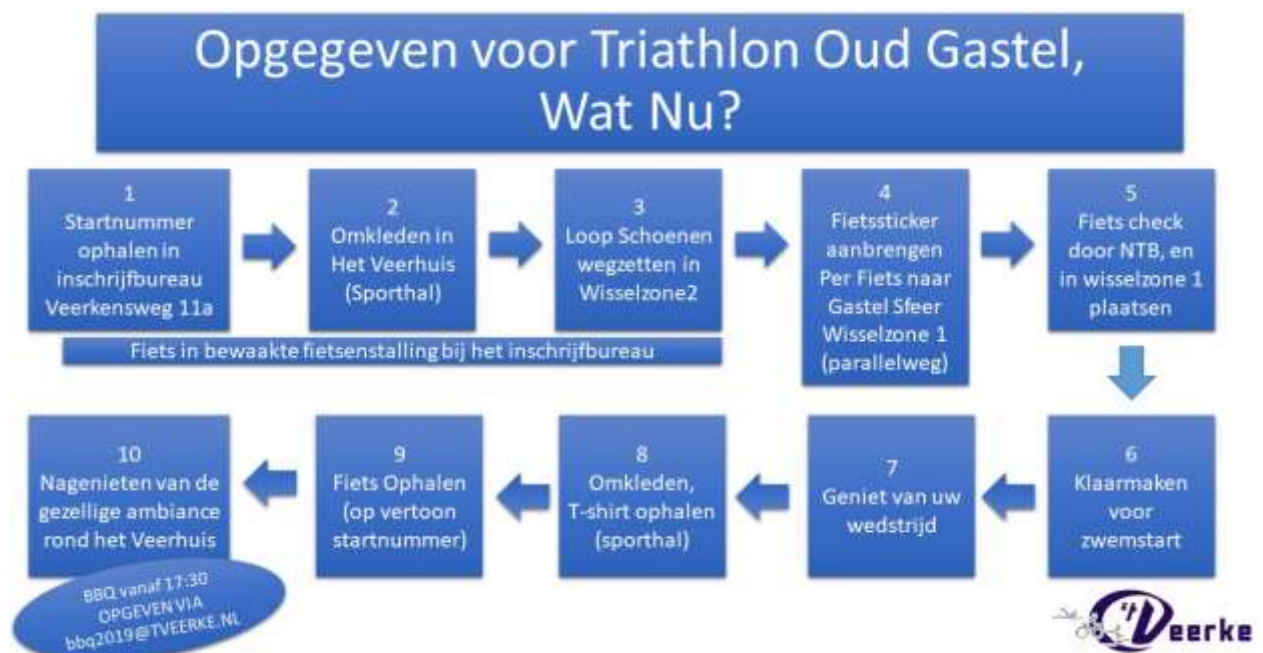 Opgegeven voor Triathlon Oud Gastel,
Wat Nu?
1
Startnummer
ophalen in
inschrijfbureau
Veerkensweg 11a
2
Omkleden in
Het Veerhuis
(Sporthal)
3
Loop Schoenen
wegzetten in
Wisselzone2
4
Fietssticker
aanbrengen
Per Fiets naar
Gastel Sfeer
Wisselzone 1
(parallelweg)
5
Fiets check
door NTB, en
in wisselzone 1
plaatsen
Fiets in bewaakte fietsenstalling bij het inschrijfbureau
6
Klaarmaken
voor
zwemstart
7
Geniet van uw
wedstrijd
8
Omkleden,
T-shirt ophalen
(sporthal)
9
Fiets Ophalen
(op vertoon
startnummer)
10
Nagenieten van de
gezellige ambiance
rond het Veerhuis
BBQ vanaf 17:30
OPGEVEN VIA
bbq2019@TVEERKE.NL
't Veerke